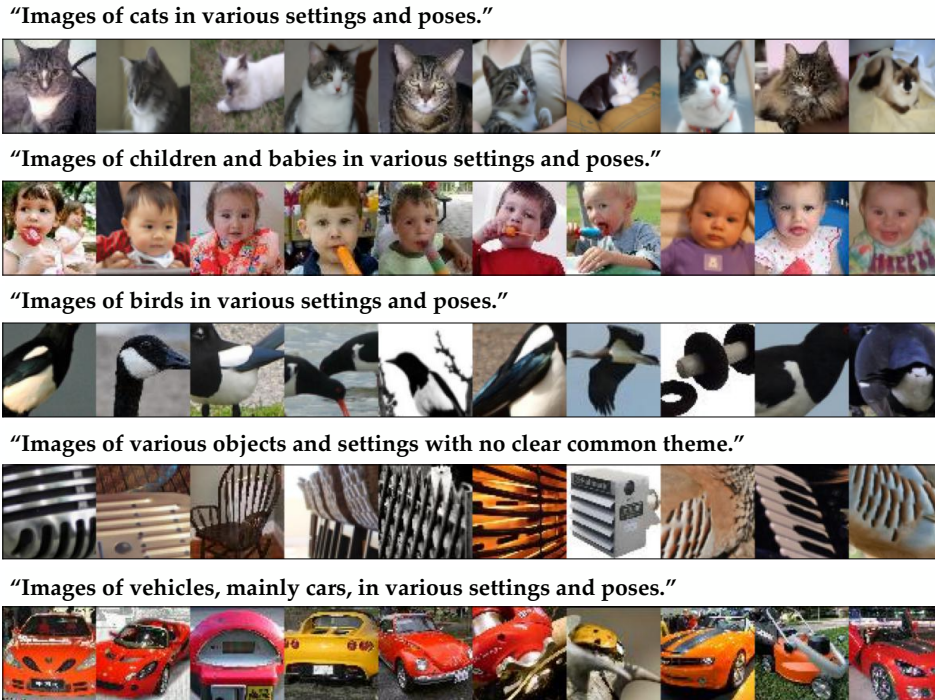 “Images of cats in various settings and poses.”
“Images of children and babies in various settings and poses.”
“Images of birds in various settings and poses.”
“Images of various objects and settings with no clear common theme.”
“Images of vehicles, mainly cars, in various settings and poses.”